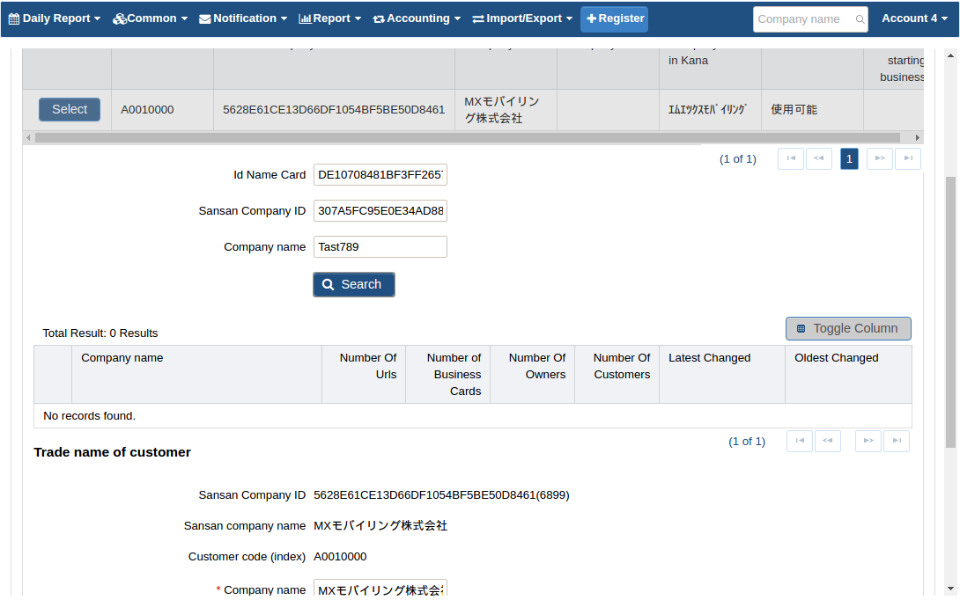 Daily Report Common Notification Report Accounting Import/Export Register Company name Account 4
in Kana
starting
business
Select A0010000 5628E61CE13D66DF1054BF5BE50D8461 MXモバイリン ｴﾑｴｯｸｽﾓﾊﾞｲﾘﾝｸﾞ 使用可能
グ株式会社
(1 of 1) 1
Id Name Card DE10708481BF3FF265
Sansan Company ID 307A5FC95E0E34AD88
Company name Tast789
Search
Toggle Column
Total Result: 0 Results
Company name Number Of Number of Number Of Number Of Latest Changed Oldest Changed
Urls Business Owners Customers
Cards
No records found.
(1 of 1)
Trade name of customer
Sansan Company ID 5628E61CE13D66DF1054BF5BE50D8461(6899)
Sansan company name MXモバイリング株式会社
Customer code (index) A0010000
* Company name MXモバイリング株式会